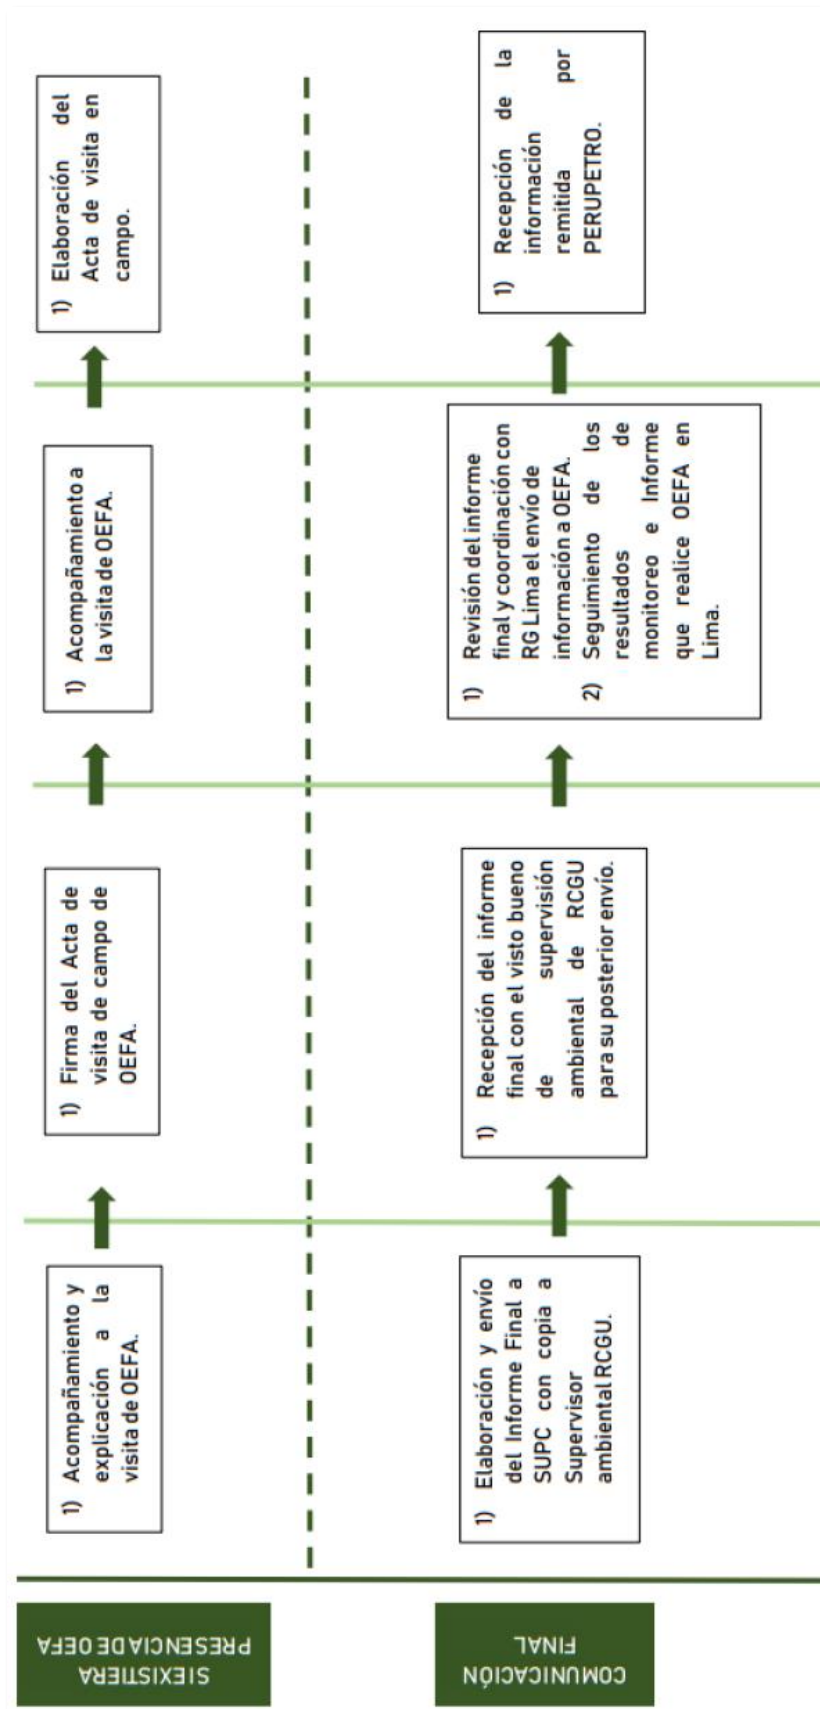 SI EXISTIERA
PRESENCIA DE OEFA
1) Acompañamiento y
explicación a la
visita de OEFA.
1) Firma del Acta de
visita de campo de
OEFA.
1) Acompañamiento a
la visita de OEFA.
1) Elaboración del
Acta de visita en
campo.
COMUNICACIÓN
FINAL
1) Elaboración y envío
del Informe Final a
SUPC con copia a
Supervisor
ambiental RCGU.
1) Recepción del informe
final con el visto bueno
de supervisión
ambiental de RCGU
para su posterior envío.
1) Revisión del informe
final y coordinación con
RG Lima el envío de
información a OEFA.
2) Seguimiento de los
resultados de
monitoreo e Informe
que realice OEFA en
Lima.
1) Recepción de la
información
remitida por
PERUPETRO.